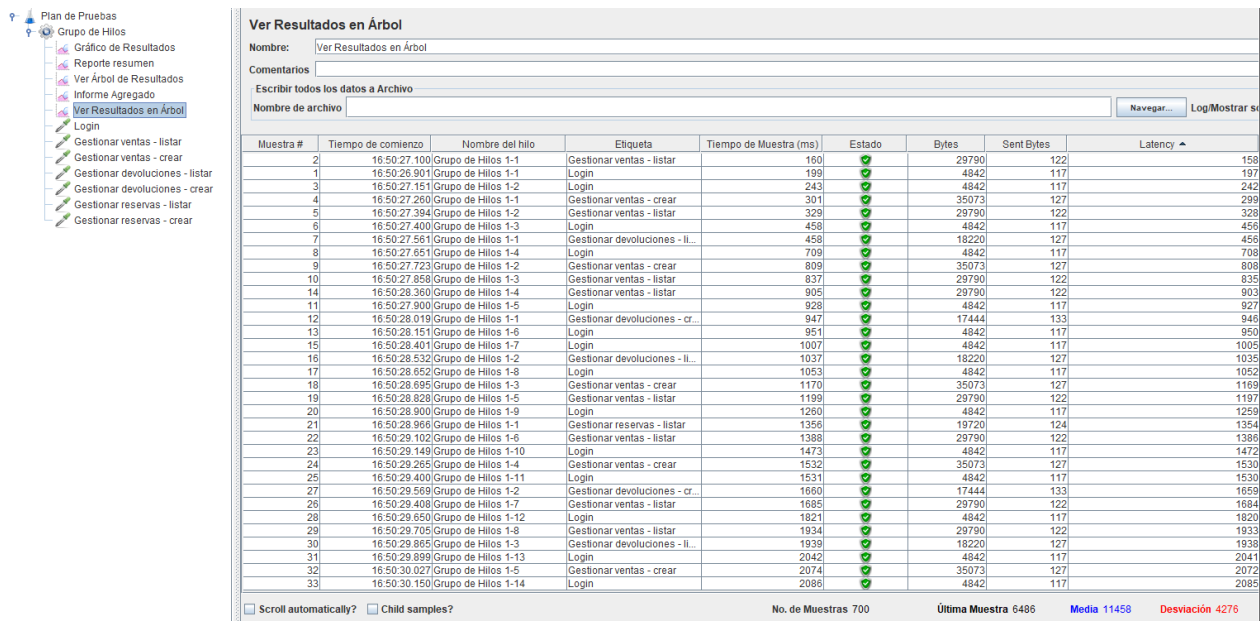 Plan de Pruebas
Grupo de Hilos
Gráfico de Resultados
Reporte resumen
Ver Árbol de Resultados
Informe Agregado
Ver Resultados en Árbol
Login
Gestionar ventas - listar
Gestionar ventas - crear
Gestionar devoluciones - listar
Gestionar devoluciones - crear
Gestionar reservas - listar
Gestionar reservas - crear
Ver Resultados en Árbol
Nombre: Ver Resultados en Árbol
Comentarios
Escribir todos los datos a Archivo
Nombre de archivo Navegar... Log/Mostrar so
Muestra # Tiempo de comienzo Nombre del hilo Etiqueta Tiempo de Muestra (ms) Estado Bytes Sent Bytes Latency
2 16:50:27.100 Grupo de Hilos 1-1 Gestionar ventas - listar 160 29790 122 158
1 16:50:26.901 Grupo de Hilos 1-1 Login 199 4842 117 197
3 16:50:27.151 Grupo de Hilos 1-2 Login 243 4842 117 242
4 16:50:27.260 Grupo de Hilos 1-1 Gestionar ventas - crear 301 35073 127 299
5 16:50:27.394 Grupo de Hilos 1-2 Gestionar ventas - listar 329 29790 122 328
6 16:50:27.400 Grupo de Hilos 1-3 Login 458 4842 117 456
7 16:50:27.561 Grupo de Hilos 1-1 Gestionar devoluciones - li... 458 18220 127 456
8 16:50:27.651 Grupo de Hilos 1-4 Login 709 4842 117 708
9 16:50:27.723 Grupo de Hilos 1-2 Gestionar ventas - crear 809 35073 127 808
10 16:50:27.858 Grupo de Hilos 1-3 Gestionar ventas - listar 837 29790 122 835
14 16:50:28.360 Grupo de Hilos 1-4 Gestionar ventas - listar 905 29790 122 903
11 16:50:27.900 Grupo de Hilos 1-5 Login 928 4842 117 927
12 16:50:28.019 Grupo de Hilos 1-1 Gestionar devoluciones - cr... 947 17444 133 946
13 16:50:28.151 Grupo de Hilos 1-6 Login 951 4842 117 950
15 16:50:28.401 Grupo de Hilos 1-7 Login 1007 4842 117 1005
16 16:50:28.532 Grupo de Hilos 1-2 Gestionar devoluciones - li... 1037 18220 127 1035
17 16:50:28.652 Grupo de Hilos 1-8 Login 1053 4842 117 1052
18 16:50:28.695 Grupo de Hilos 1-3 Gestionar ventas - crear 1170 35073 127 1169
19 16:50:28.828 Grupo de Hilos 1-5 Gestionar ventas - listar 1199 29790 122 1197
20 16:50:28.900 Grupo de Hilos 1-9 Login 1260 4842 117 1259
21 16:50:28.966 Grupo de Hilos 1-1 Gestionar reservas - listar 1356 19720 124 1354
22 16:50:29.102 Grupo de Hilos 1-6 Gestionar ventas - listar 1388 29790 122 1386
23 16:50:29.149 Grupo de Hilos 1-10 Login 1473 4842 117 1472
24 16:50:29.265 Grupo de Hilos 1-4 Gestionar ventas - crear 1532 35073 127 1530
25 16:50:29.400 Grupo de Hilos 1-11 Login 1531 4842 117 1530
27 16:50:29.569 Grupo de Hilos 1-2 Gestionar devoluciones - cr... 1660 17444 133 1659
26 16:50:29.408 Grupo de Hilos 1-7 Gestionar ventas - listar 1685 29790 122 1684
28 16:50:29.650 Grupo de Hilos 1-12 Login 1821 4842 117 1820
29 16:50:29.705 Grupo de Hilos 1-8 Gestionar ventas - listar 1934 29790 122 1933
30 16:50:29.865 Grupo de Hilos 1-3 Gestionar devoluciones - li... 1939 18220 127 1938
31 16:50:29.899 Grupo de Hilos 1-13 Login 2042 4842 117 2041
32 16:50:30.027 Grupo de Hilos 1-5 Gestionar ventas - crear 2074 35073 127 2072
33 16:50:30.150 Grupo de Hilos 1-14 Login 2086 4842 117 2085
Scroll automatically? Child samples? No. de Muestras 700 Última Muestra 6486 Media 11458 Desviación 4276